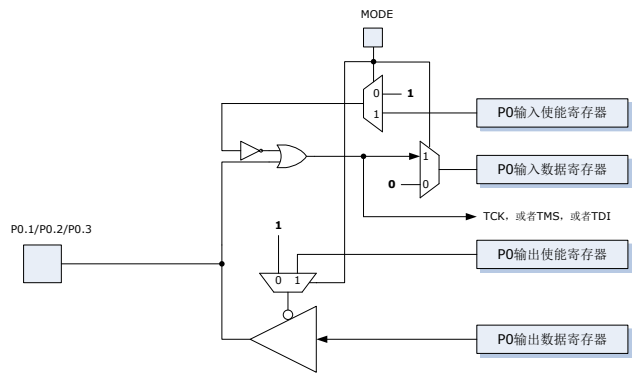 MODE
0
1
1
P0输入使能寄存器
1
0
0
P0输入数据寄存器
TCK，或者TMS，或者TDI
P0.1/P0.2/P0.3
1
0 1
P0输出使能寄存器
P0输出数据寄存器